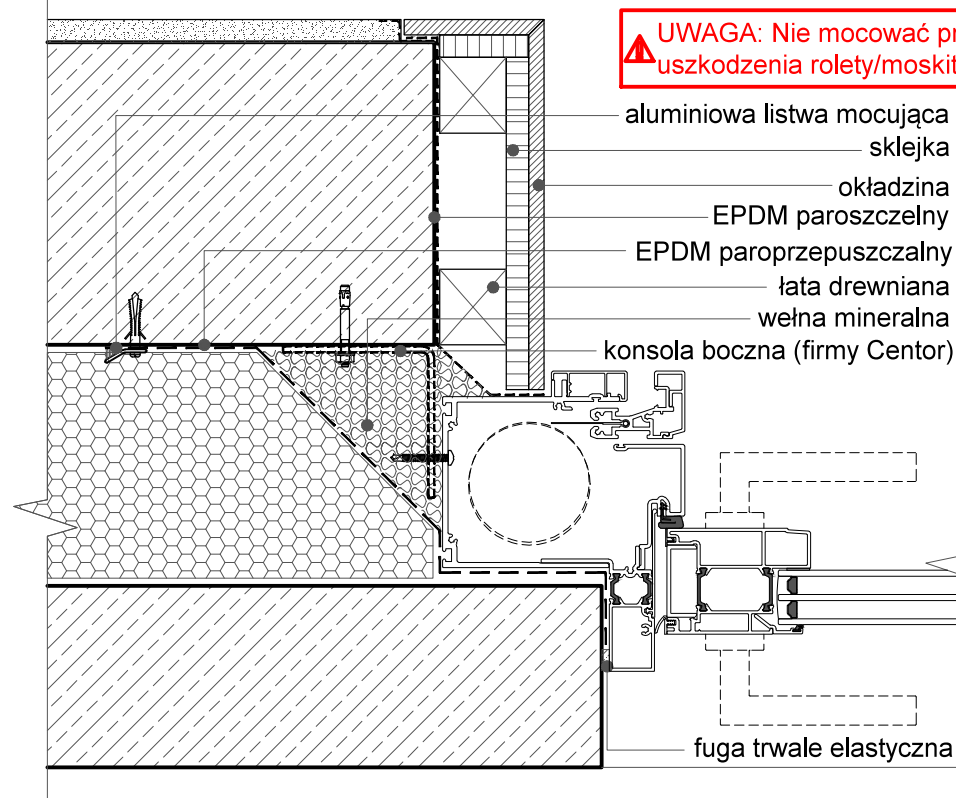 UWAGA: Nie mocować
uszkodzenia rolety/moskit
aluminiowa listwa mocująca
sklejka
okładzina
EPDM paroszczelny
EPDM paroprzepuszczalny
łata drewniana
wełna mineralna
konsola boczna (firmy Centor)
fuga trwale elastyczna